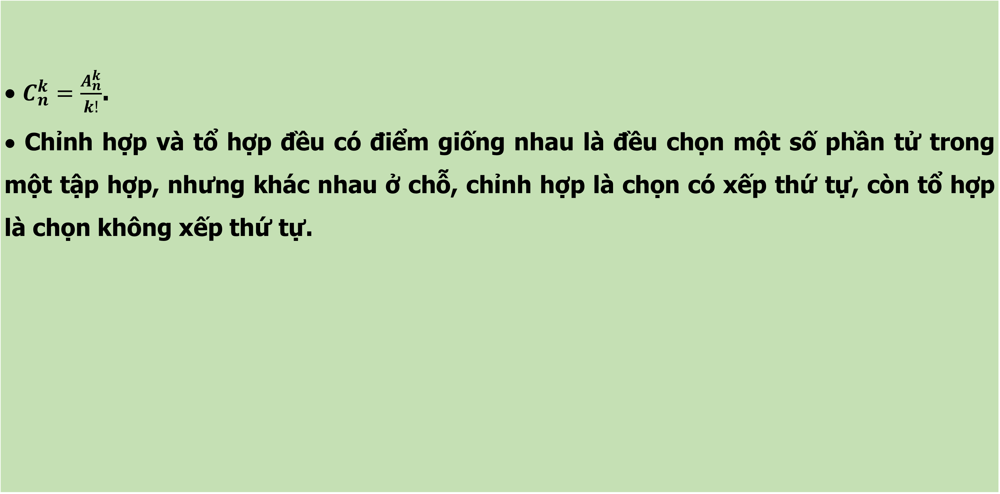 • $C_n^k = \frac{A_n^k}{k!}$.
• Chỉnh hợp và tổ hợp đều có điểm giống nhau là đều chọn một số phần tử trong
một tập hợp, nhưng khác nhau ở chỗ, chỉnh hợp là chọn có xếp thứ tự, còn tổ hợp
là chọn không xếp thứ tự.